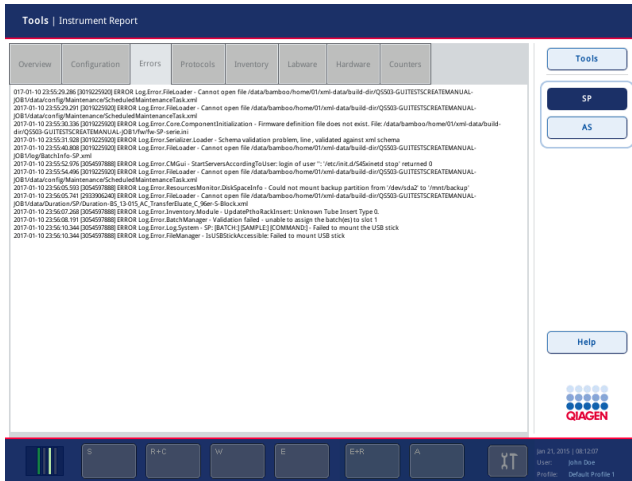 Tools | Instrument Report
Overview
Configuration
Errors
Protocols
Inventory
Labware
Hardware
Counters
017-01-10 23:55:29.286 [3019225920] ERROR Log.Error.FileLoader - Cannot open file /data/bamboo/home/01/xml-data/build-dir/QS503-GUITESTSCREATEMANUAL-
JOB1/data/config/Maintenance/ScheduledMaintenanceTask.xml
2017-01-10 23:55:29.291 [3019225920] ERROR Log.Error.FileLoader - Cannot open file /data/bamboo/home/01/xml-data/build-dir/QS503-GUITESTSCREATEMANUAL-
JOB1/data/config/Maintenance/ScheduledMaintenanceTask.xml
2017-01-10 23:55:30.336 [3019225920] ERROR Log.Error.Core.ComponentInitialization - Firmware definition file does not exist. File: /data/bamboo/home/01/xml-data/build-
dir/QS503-GUITESTSCREATEMANUAL-JOB1/fw/fw-SP-serie.ini
2017-01-10 23:55:31.928 [3019225920] ERROR Log.Error.Serializer.Loader - Schema validation problem, line , validated against xml schema
2017-01-10 23:55:40.808 [3019225920] ERROR Log.Error.FileLoader - Cannot open file /data/bamboo/home/01/xml-data/build-dir/QS503-GUITESTSCREATEMANUAL-
JOB1/log/BatchInfo-SP.xml
2017-01-10 23:55:52.976 [3054597888] ERROR Log.Error.CMGui - StartServersAccordingToUser: login of user '': '/etc/init.d/S45xinetd stop' returned 0
2017-01-10 23:55:54.496 [3054597888] ERROR Log.Error.FileLoader - Cannot open file /data/bamboo/home/01/xml-data/build-dir/QS503-GUITESTSCREATEMANUAL-
JOB1/data/config/Maintenance/ScheduledMaintenanceTask.xml
2017-01-10 23:56:05.593 [3054597888] ERROR Log.Error.ResourcesMonitor.DiskSpaceInfo - Could not mount backup partition from '/dev/sda2' to '/mnt/backup'
2017-01-10 23:56:05.741 [2933906240] ERROR Log.Error.FileLoader - Cannot open file /data/bamboo/home/01/xml-data/build-dir/QS503-GUITESTSCREATEMANUAL-
JOB1/data/Duration/SP/Duration-BS_13-015_AC_TransferEluate_C_96er-S-Block.xml
2017-01-10 23:56:07.268 [3054597888] ERROR Log.Error.Inventory.Module - UpdatePthoRackInsert: Unknown Tube Insert Type 0.
2017-01-10 23:56:08.191 [3054597888] ERROR Log.Error.BatchManager - Validation failed - unable to assign the batch(es) to slot 1
2017-01-10 23:56:10.344 [3054597888] ERROR Log.Error.Log.System - SP: [BATCH:] [SAMPLE:] [COMMAND:] - Failed to mount the USB stick
2017-01-10 23:56:10.344 [3054597888] ERROR Log.Error.FileManager - IsUSBStickAccessible: Failed to mount USB stick
Tools
SP
AS
Help
QIAGEN
S
R+C
W
E
E+R
A
Jan 21, 2015 | 08:12:07
User: John Doe
Profile: Default Profile 1